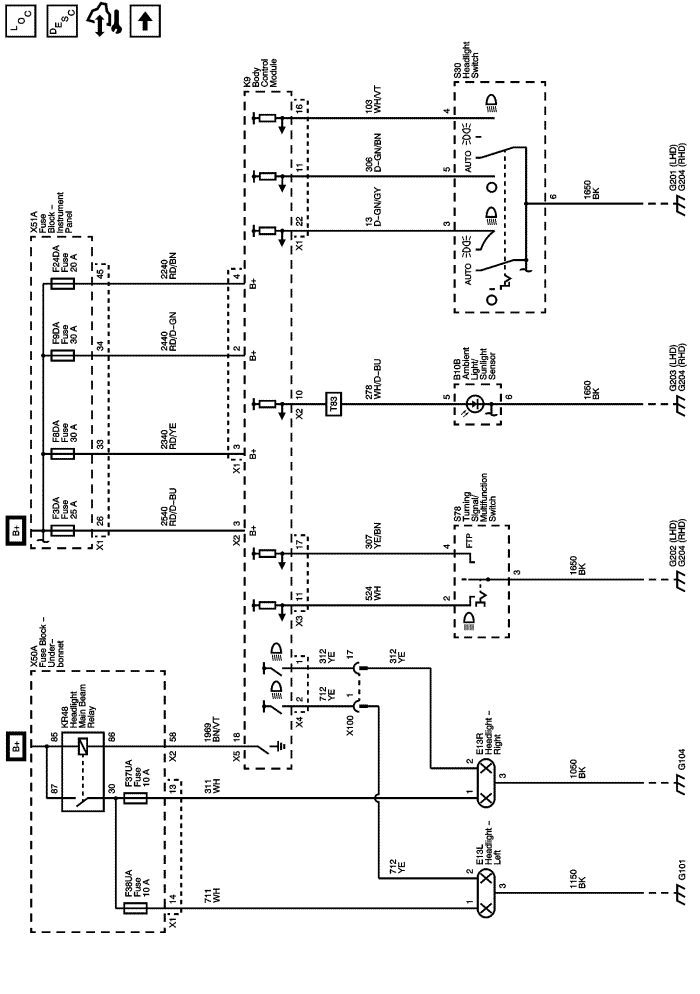 LOC
DESC
X51A
Fuse
Block –
Instrument
Panel
F24DA
Fuse
20 A
F9DA
Fuse
30 A
F8DA
Fuse
30 A
F3DA
Fuse
25 A
B+
45
34
33
26
X1
2240
RD/BN
2440
RD/D-GN
2340
RD/YE
2540
RD/D-BU
4
2
3
X1
3
X2
B+
B+
B+
B+
K9 Body
Control
Module
16
11
22
X1
10
X2
17
11
X3
1
2
X4
18
X5
103
WH/VT
306
D-GN/BN
13
D-GN/GY
4
5
3
S30
Headlight
Switch
AUTO
AUTO
6
1650
BK
G201 (LHD)
G204 (RHD)
T83
278
WH/D-BU
5
B10B
Ambient
Light/
Sunlight
Sensor
6
1650
BK
G203 (LHD)
G204 (RHD)
307
YE/BN
524
WH
4
2
S78
Turning
Signal/
Multifunction
Switch
FTP
3
1650
BK
G202 (LHD)
G204 (RHD)
X50A
Fuse Block –
Under-
bonnet
B+
KR48
Headlight
Main Beam
Relay
85
86
87
30
F37UA
Fuse
10 A
F38UA
Fuse
10 A
58
X2
13
14
X1
1969
BN/VT
311
WH
711
WH
312
YE
712
YE
17
1
X100
312
YE
712
YE
E13R
Headlight –
Right
2
1
3
1050
BK
G104
E13L
Headlight –
Left
2
1
3
1150
BK
G101